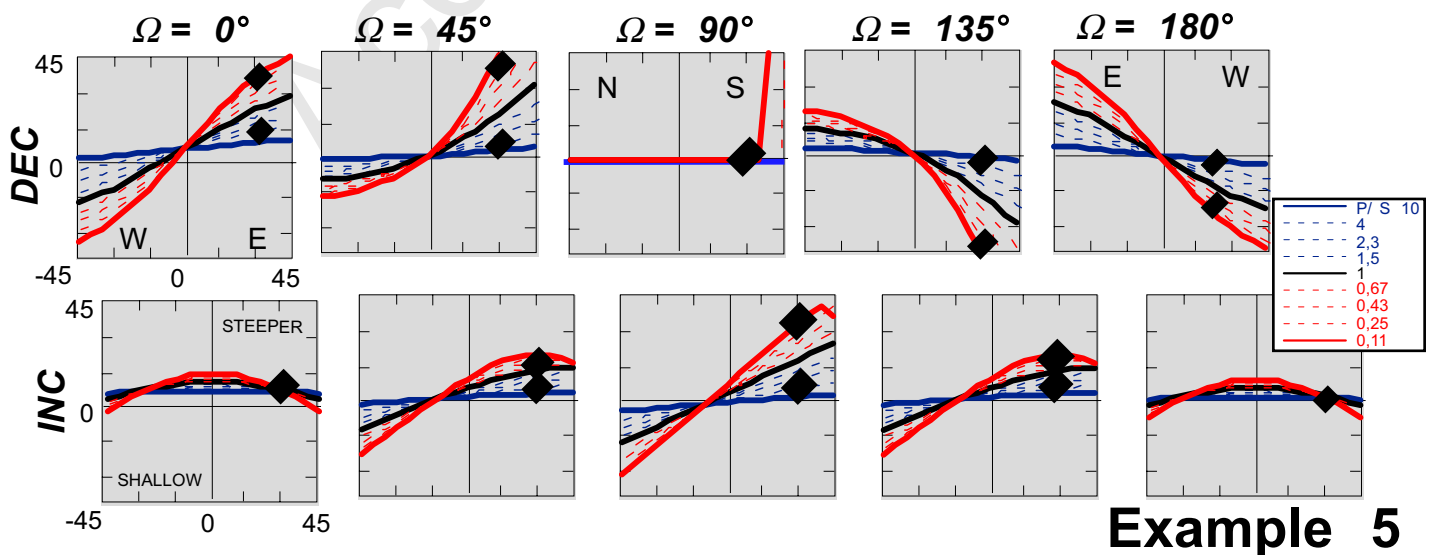 Ω = 0° Ω = 45° Ω = 90° Ω = 135° Ω = 180°
45
DEC
0
-45
W E
0 45
N S
E W
P/ S 10
4
2,3
1,5
1
0,67
0,43
0,25
0,11
45
INC
0
-45
STEEPER
SHALLOW
0 45
Example 5